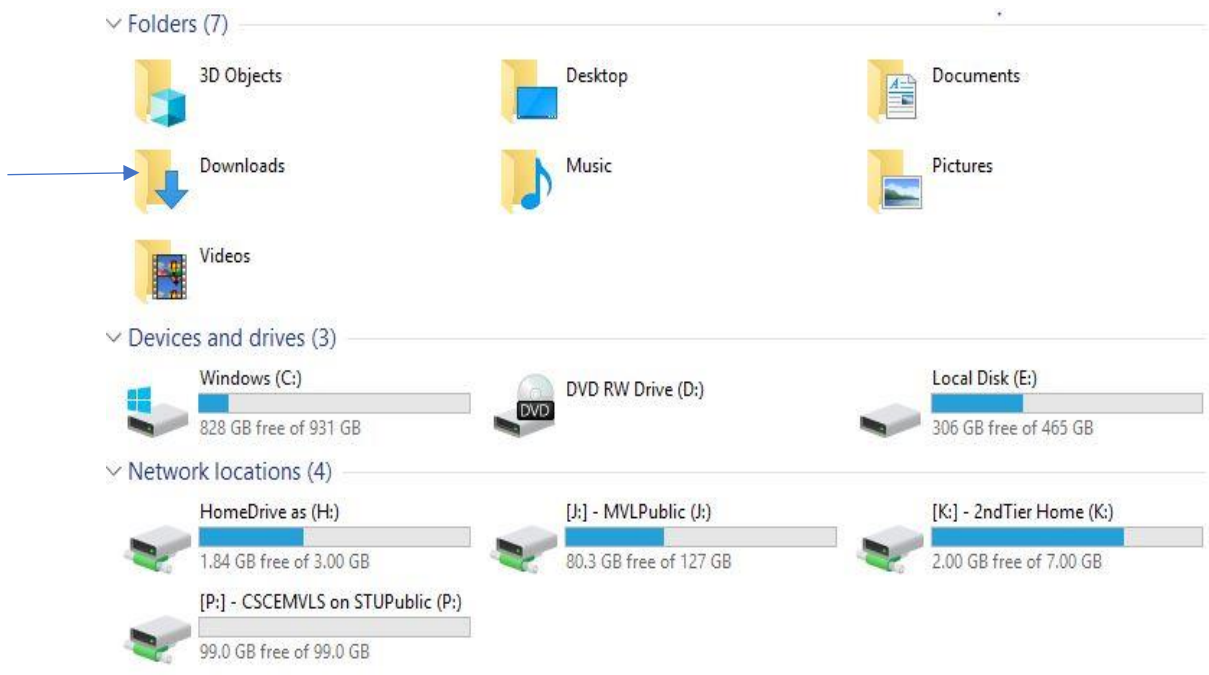 Folders (7)
3D Objects
Desktop
Documents
Downloads
Music
Pictures
Videos
Devices and drives (3)
Windows (C:)
828 GB free of 931 GB
DVD RW Drive (D:)
DVD
Local Disk (E:)
306 GB free of 465 GB
Network locations (4)
HomeDrive as (H:)
1.84 GB free of 3.00 GB
[J:] - MVLPublic (J:)
80.3 GB free of 127 GB
[K:] - 2ndTier Home (K:)
2.00 GB free of 7.00 GB
[P:] - CSCEMVLS on STUPublic (P:)
99.0 GB free of 99.0 GB